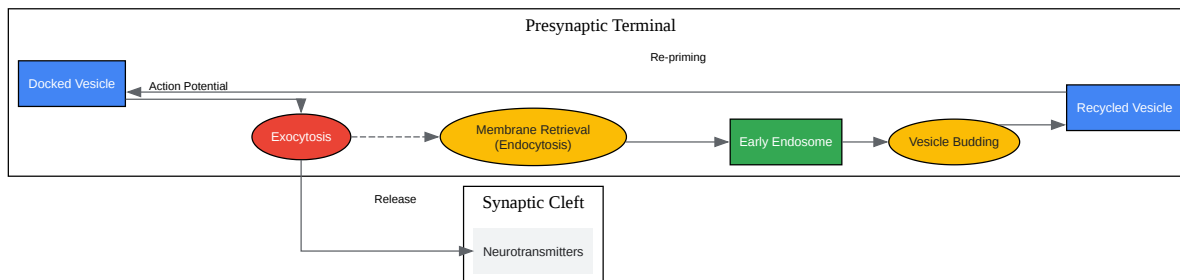 Presynaptic Terminal
Re-priming
Docked Vesicle
Action Potential
Recycled Vesicle
Exocytosis
Membrane Retrieval
(Endocytosis)
Early Endosome
Vesicle Budding
Release
Synaptic Cleft
Neurotransmitters